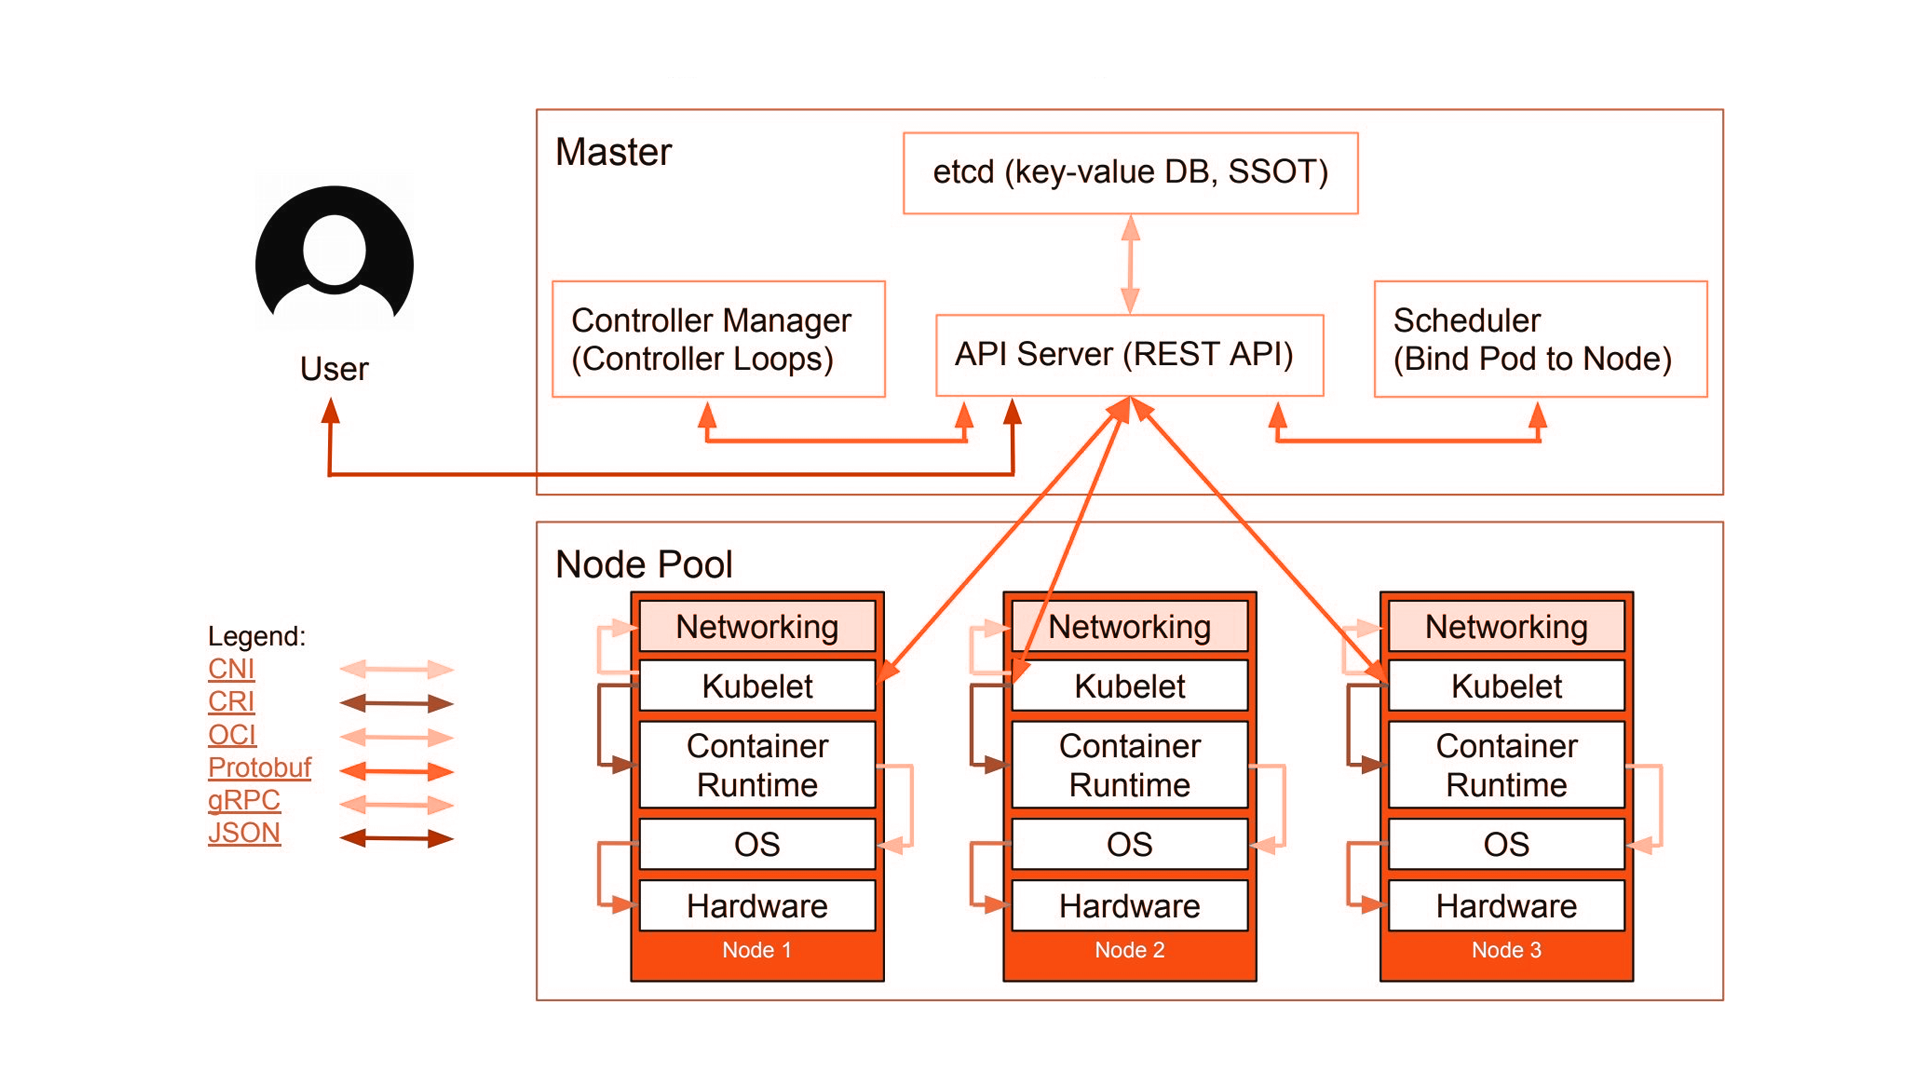 Master
etcd (key-value DB, SSOT)
Controller Manager
(Controller Loops)
API Server (REST API)
Scheduler
(Bind Pod to Node)
User
Node Pool
Legend:
CNI
CRI
OCI
Protobuf
gRPC
JSON
Networking
Kubelet
Container
Runtime
OS
Hardware
Node 1
Networking
Kubelet
Container
Runtime
OS
Hardware
Node 2
Networking
Kubelet
Container
Runtime
OS
Hardware
Node 3